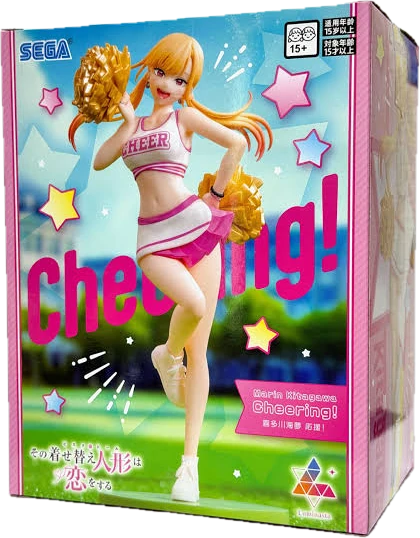 SEGA
15+
適用年齡
15歲以上
対象年齢
15才以上
CHEER
Cheering!
Marin Kitagawa
Cheering!
喜多川海夢 応援!
その着せ替え人形は
恋をする
Luminasta